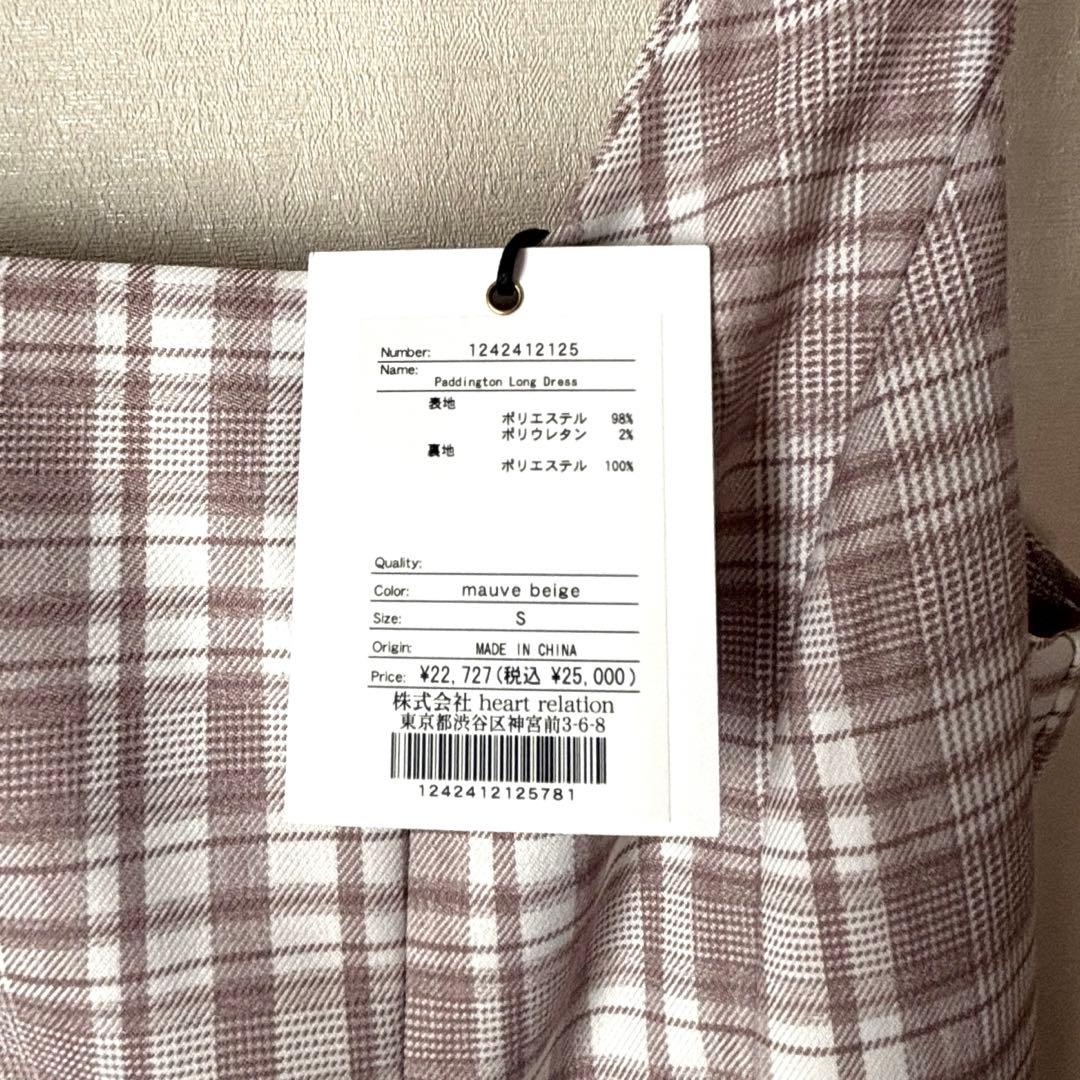 Number: 1242412125
Name:
Paddington Long Dress
表地
ポリエステル 98%
ポリウレタン 2%
裏地
ポリエステル 100%
Quality:
Color: mauve beige
Size: S
Origin: MADE IN CHINA
Price: ¥22,727(税込 ¥25,000)
株式会社 heart relation
東京都渋谷区神宮前3-6-8
1242412125781